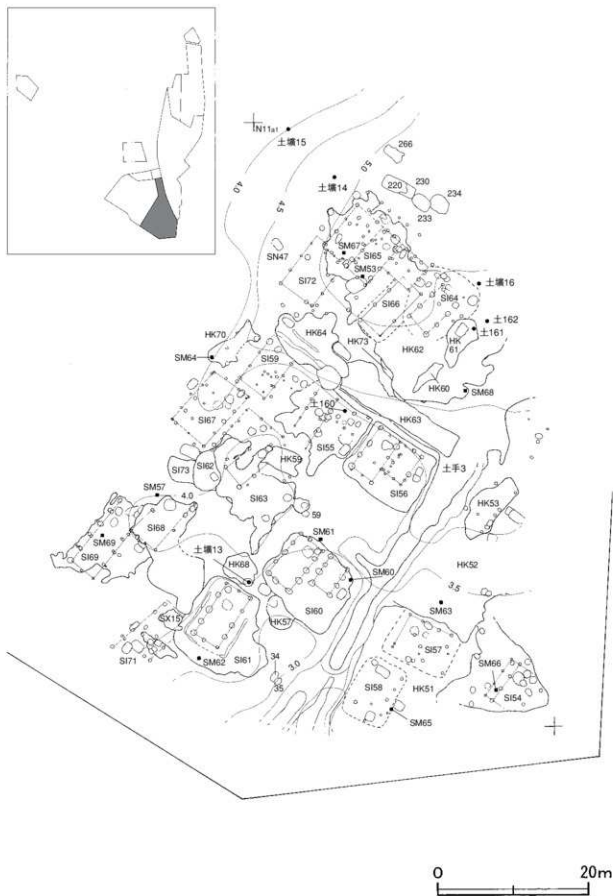 N11a1
土壙15
266
土壙14
5.0
4.0
4.5
220
230
234
233
SM67
SI65
SN47
SM53
SI72
SI66
SI64
土壙16
土162
HK64
HK70
HK73
HK62
土161
HK
61
SM64
SI59
HK60
SM68
土160
HK63
SI67
SI55
土手3
HK59
SI56
SI73
SI62
SM57
4.0
SI63
HK53
59
SI68
SM61
SM69
SI69
土壙13
HK68
SM60
HK52
3.5
SM63
SX15
SI60
HK57
SI57
SI71
SI61
34
3.0
SM66
SM62
35
SI58
HK51
SI54
SM65
0
20m